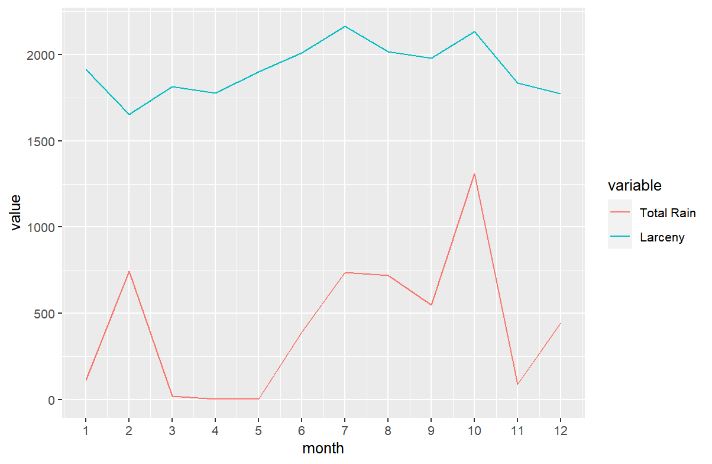 2000
1500
1000
500
0
value
1 2 3 4 5 6 7 8 9 10 11 12
month
variable
Total Rain
Larceny